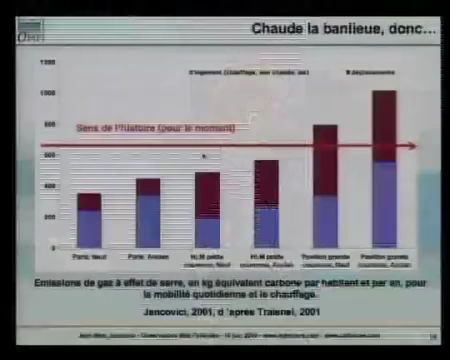 Chaude la banlieue, donc...
1200
logement (chauffage, eau chaude, etc)
déplacements
1000
800
Sens de l'histoire (pour le moment)
600
400
200
0
Paris, Neuf
Paris, Ancien
HLM petite couronne, Neuf
HLM petite couronne, Ancien
Pavillon grande couronne, Neuf
Pavillon grande couronne, Ancien
Emissions de gaz à effet de serre, en kg équivalent carbone par habitant et par an, pour
la mobilité quotidienne et le chauffage.
Jancovici, 2001, d'après Traisnel, 2001